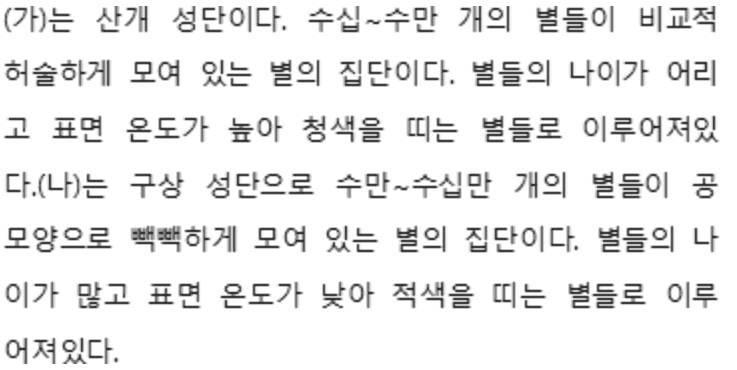 (가)는 산개 성단이다. 수십~수만 개의 별들이 비교적
허술하게 모여 있는 별의 집단이다. 별들의 나이가 어리
고 표면 온도가 높아 청색을 띠는 별들로 이루어져있
다.(나)는 구상 성단으로 수만~수십만 개의 별들이 공
모양으로 빽빽하게 모여 있는 별의 집단이다. 별들의 나
이가 많고 표면 온도가 낮아 적색을 띠는 별들로 이루
어져있다.